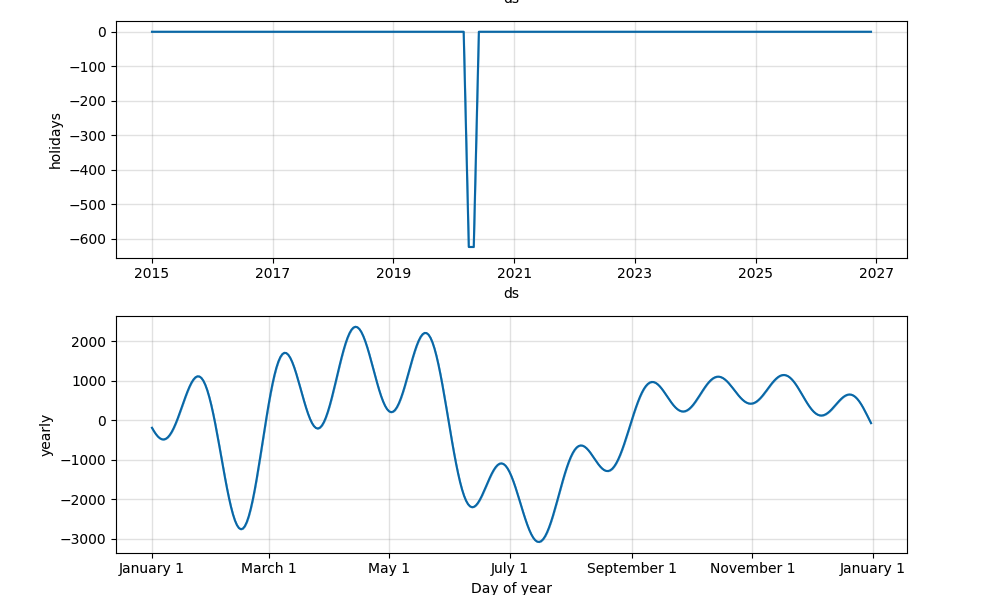 ds
0
−100
−200
−300
−400
−500
−600
holidays
2015 2017 2019 2021 2023 2025 2027
ds
2000
1000
0
−1000
−2000
−3000
yearly
January 1 March 1 May 1 July 1 September 1 November 1 January 1
Day of year